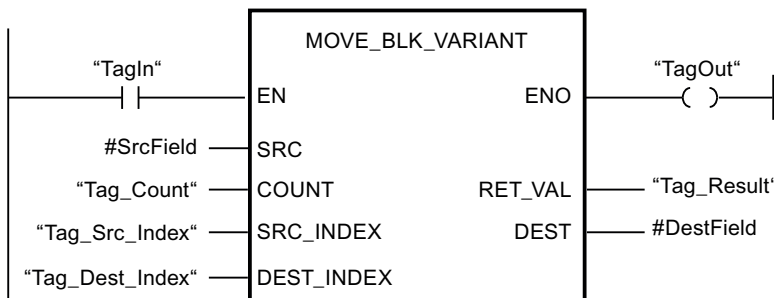 MOVE_BLK_VARIANT
“TagIn“ “TagOut“
EN ENO
#SrcField SRC
“Tag_Count“ COUNT RET_VAL “Tag_Result“
“Tag_Src_Index“ SRC_INDEX DEST #DestField
“Tag_Dest_Index“ DEST_INDEX